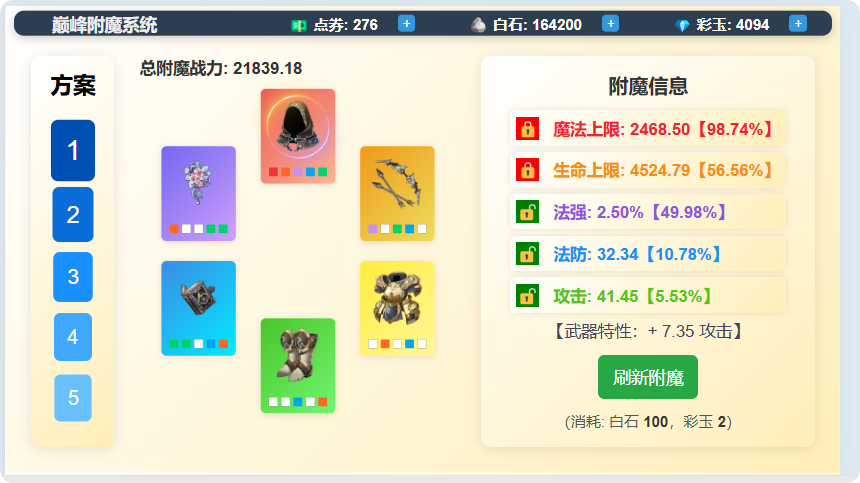 巅峰附魔系统 点券: 276 + 白石: 164200 + 彩玉: 4094 +
方案
1
2
3
4
5
总附魔战力: 21839.18
附魔信息
魔法上限: 2468.50【98.74%】
生命上限: 4524.79【56.56%】
法强: 2.50%【49.98%】
法防: 32.34【10.78%】
攻击: 41.45【5.53%】
【武器特性：+ 7.35 攻击】
刷新附魔
(消耗: 白石 100，彩玉 2)